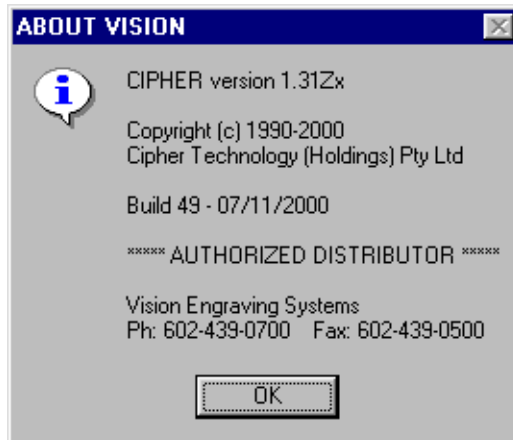 ABOUT VISION
CIPHER version 1.31Zx
Copyright (c) 1990-2000
Cipher Technology (Holdings) Pty Ltd
Build 49 - 07/11/2000
***** AUTHORIZED DISTRIBUTOR *****
Vision Engraving Systems
Ph: 602-439-0700 Fax: 602-439-0500
OK